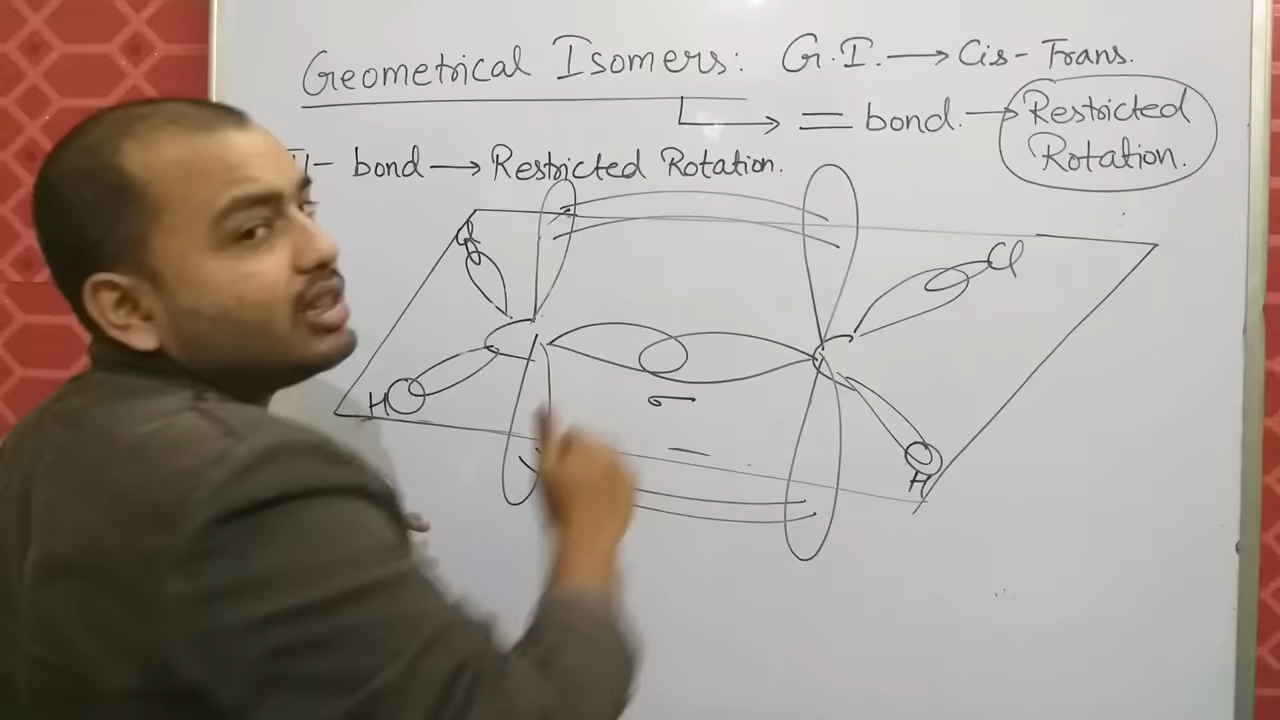 Geometrical Isomers: G.I. → Cis-Trans.
→ = bond. → Restricted
Rotation.
bond → Restricted Rotation.
Cl
Cl
H
σ
H